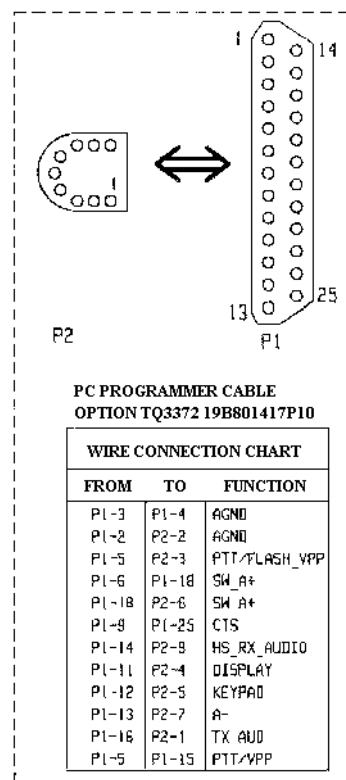 1
14
1
13
25
P2
P1
PC PROGRAMMER CABLE
OPTION TQ3372 19B801417P10
WIRE CONNECTION CHART
FROM TO FUNCTION
P1-3 P1-4 AGND
P1-2 P2-2 AGND
P1-5 P2-3 PTT/FLASH_VPP
P1-6 P1-18 SW_A+
P1-18 P2-6 SW A+
P1-9 P1-25 CTS
P1-14 P2-9 HS_RX_AUDIO
P1-11 P2-4 DISPLAY
P1-12 P2-5 KEYPAD
P1-13 P2-7 A-
P1-16 P2-1 TX AUD
P1-5 P1-15 PTT/VPP